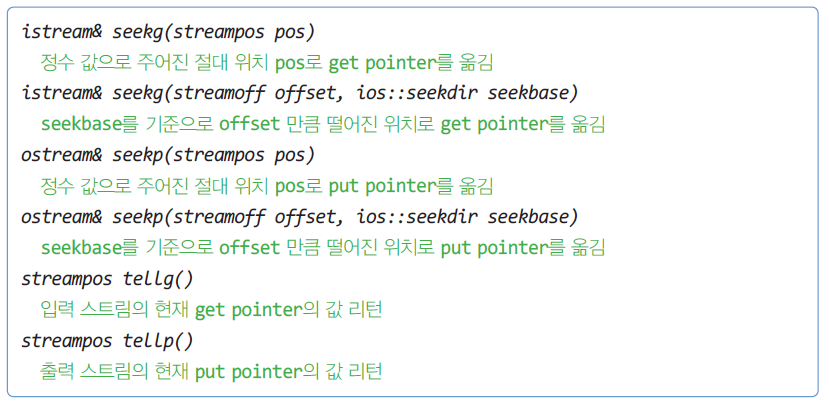 istream& seekg(streampos pos)
정수 값으로 주어진 절대 위치 pos로 get pointer를 옮김
istream& seekg(streamoff offset, ios::seekdir seekbase)
seekbase를 기준으로 offset 만큼 떨어진 위치로 get pointer를 옮김
ostream& seekp(streampos pos)
정수 값으로 주어진 절대 위치 pos로 put pointer를 옮김
ostream& seekp(streamoff offset, ios::seekdir seekbase)
seekbase를 기준으로 offset 만큼 떨어진 위치로 put pointer를 옮김
streampos tellg()
입력 스트림의 현재 get pointer의 값 리턴
streampos tellp()
출력 스트림의 현재 put pointer의 값 리턴